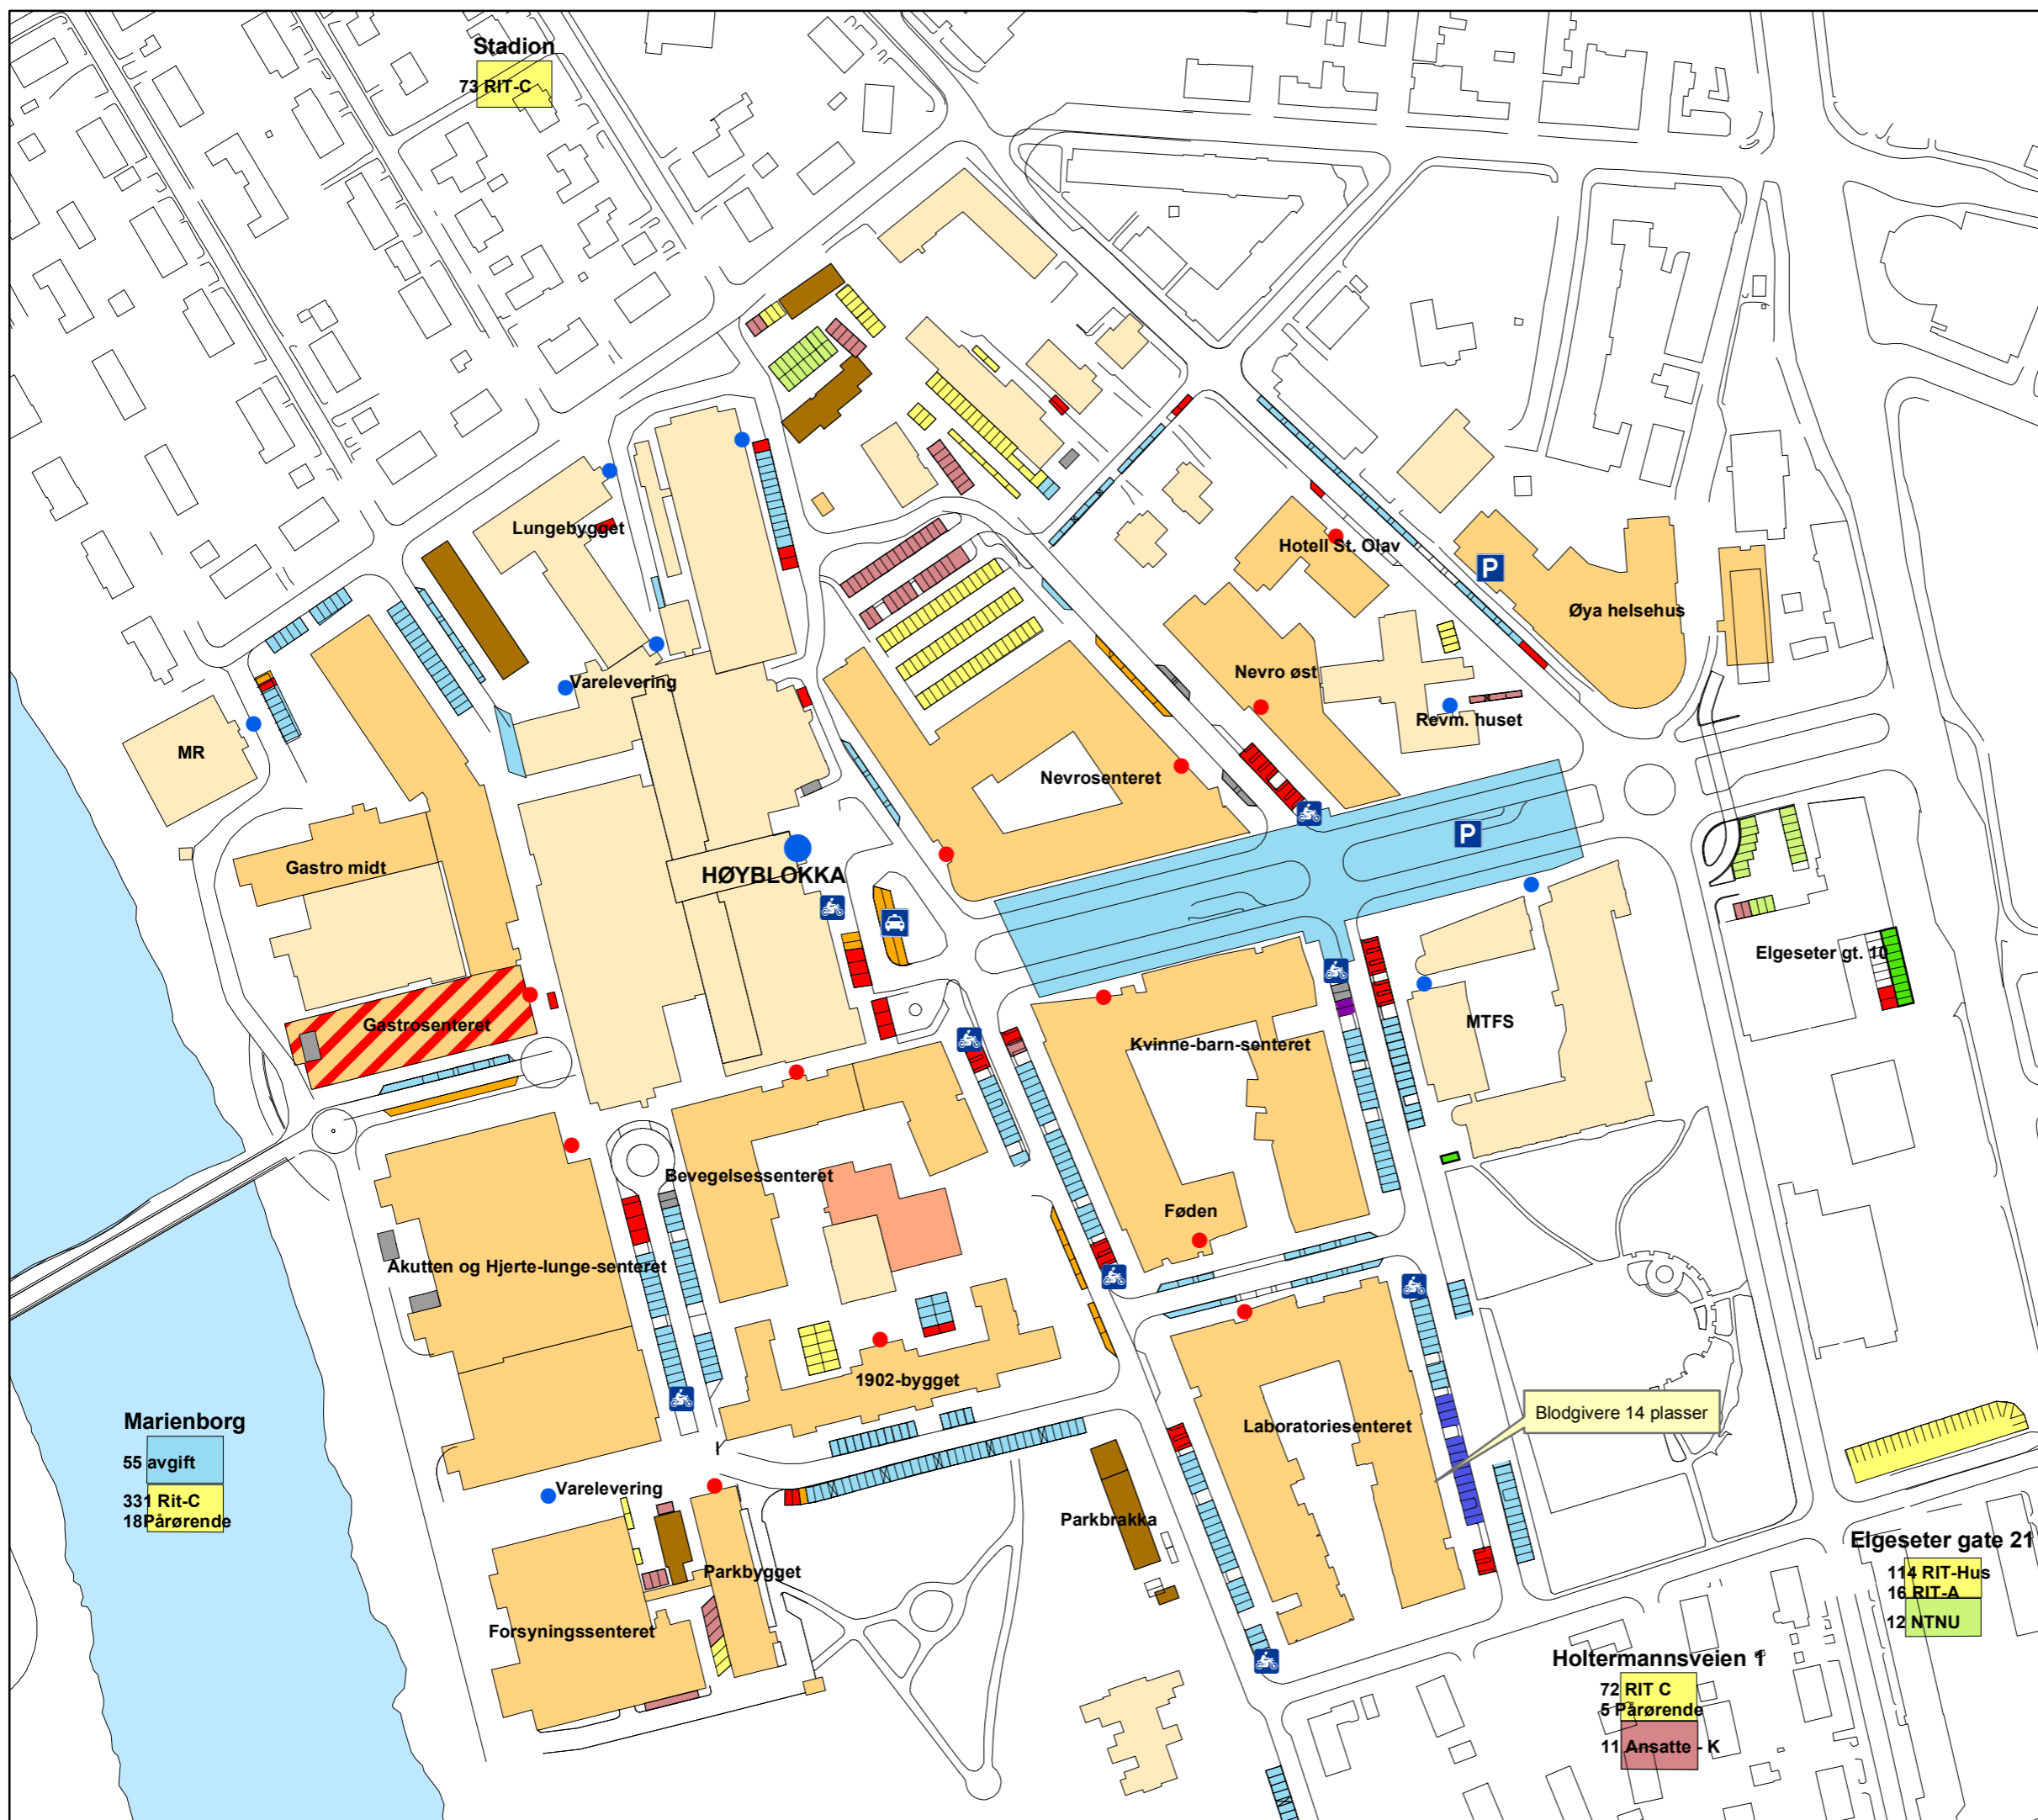 Stadion
73 RIT-C
Lungebygget
Hotell St. Olav
P
Øya helsehus
Nevro øst
Varelevering
Revm. huset
MR
Nevrosenteret
P
Gastro midt
HØYBLOKKA
Elgeseter gt. 10
Gastrosenteret
MTFS
Kvinne-barn-senteret
Bevegelsessenteret
Føden
Akutten og Hjerte-lunge-senteret
1902-bygget
Blodgivere 14 plasser
Marienborg
55 avgift
331 Rit-C
18 Pårørende
Laboratoriesenteret
Varelevering
Parkbrakka
Parkbygget
Forsyningssenteret
Elgeseter gate 21
114 RIT-Hus
16 RIT-A
12 NTNU
Holtermannsveien 1
72 RIT C
5 Pårørende
11 Ansatte - K